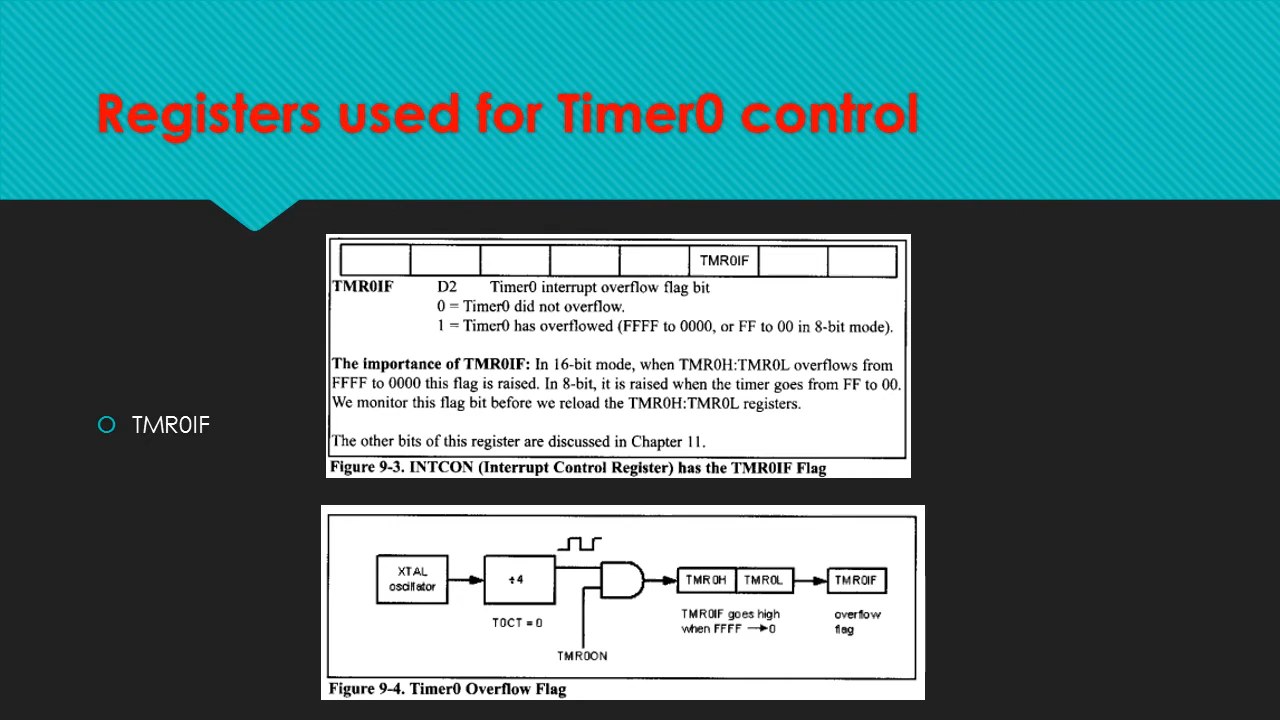 Registers used for Timer0 control
TMR0IF
TMR0IF D2 Timer0 interrupt overflow flag bit
0 = Timer0 did not overflow.
1 = Timer0 has overflowed (FFFF to 0000, or FF to 00 in 8-bit mode).
The importance of TMR0IF: In 16-bit mode, when TMR0H:TMR0L overflows from
FFFF to 0000 this flag is raised. In 8-bit, it is raised when the timer goes from FF to 00.
We monitor this flag bit before we reload the TMR0H:TMR0L registers.
The other bits of this register are discussed in Chapter 11.
Figure 9-3. INTCON (Interrupt Control Register) has the TMR0IF Flag
TMR0IF
XTAL
oscillator
÷4
TMR0H TMR0L
TMR0IF
T0CT = 0
TMR0IF goes high
when FFFF → 0
overflow
flag
TMR0ON
Figure 9-4. Timer0 Overflow Flag